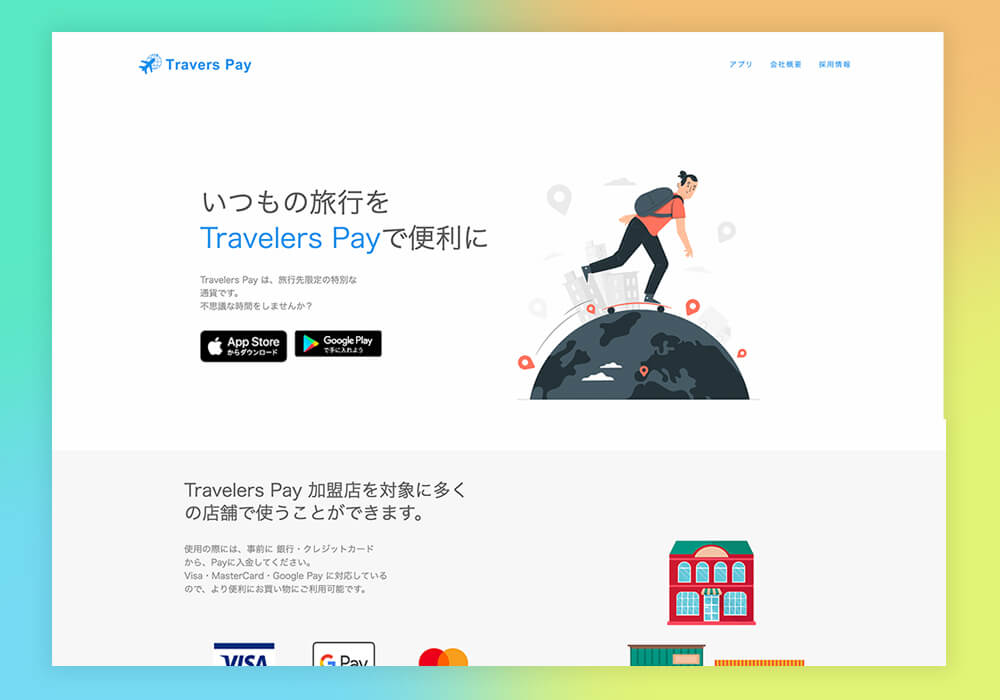 Travers Pay
アプリ 会社概要 採用情報
いつもの旅行を
Travelers Payで便利に
Travelers Pay は、旅行先限定の特別な
通貨です。
不思議な時間をしませんか？
App Store
からダウンロード
Google Play
で手に入れよう
Travelers Pay 加盟店を対象に多く
の店舗で使うことができます。
使用の際には、事前に 銀行・クレジットカード
から、Payに入金してください。
Visa・MasterCard・Google Pay に対応している
ので、より便利にお買い物にご利用可能です。
VISA
G Pay